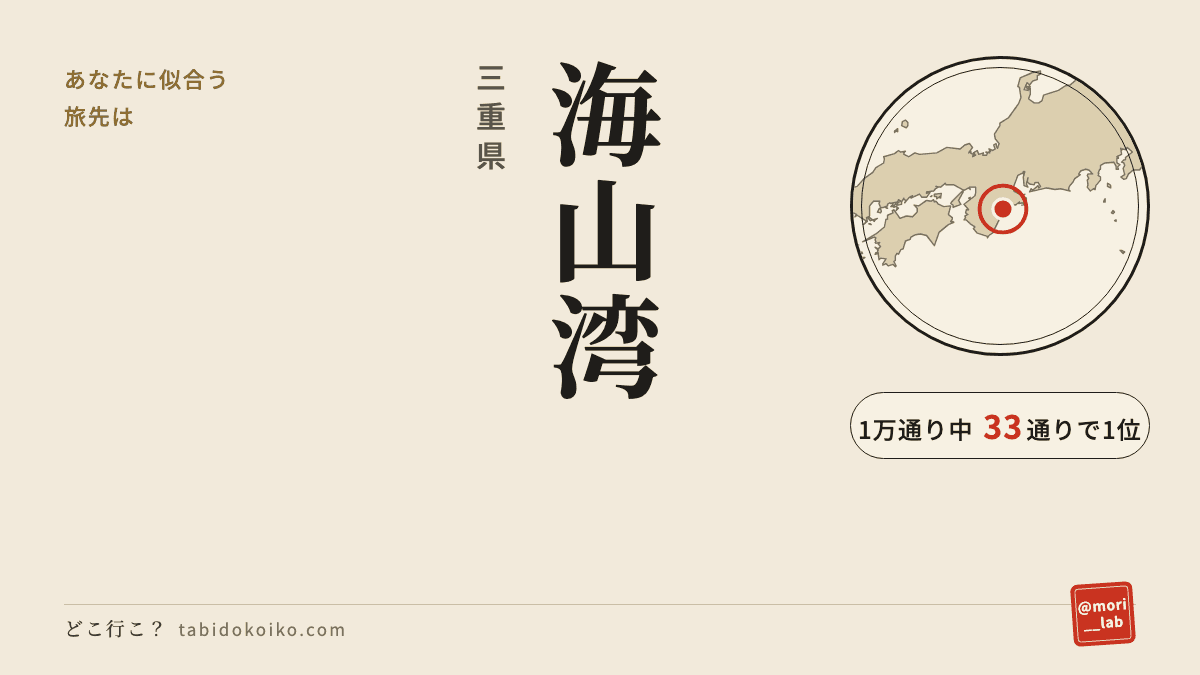 あなたに似合う
旅先は
海山湾
三重県
1万通り中 33通りで1位
どこ行こ？ tabidokoiko.com
@mori
__lab